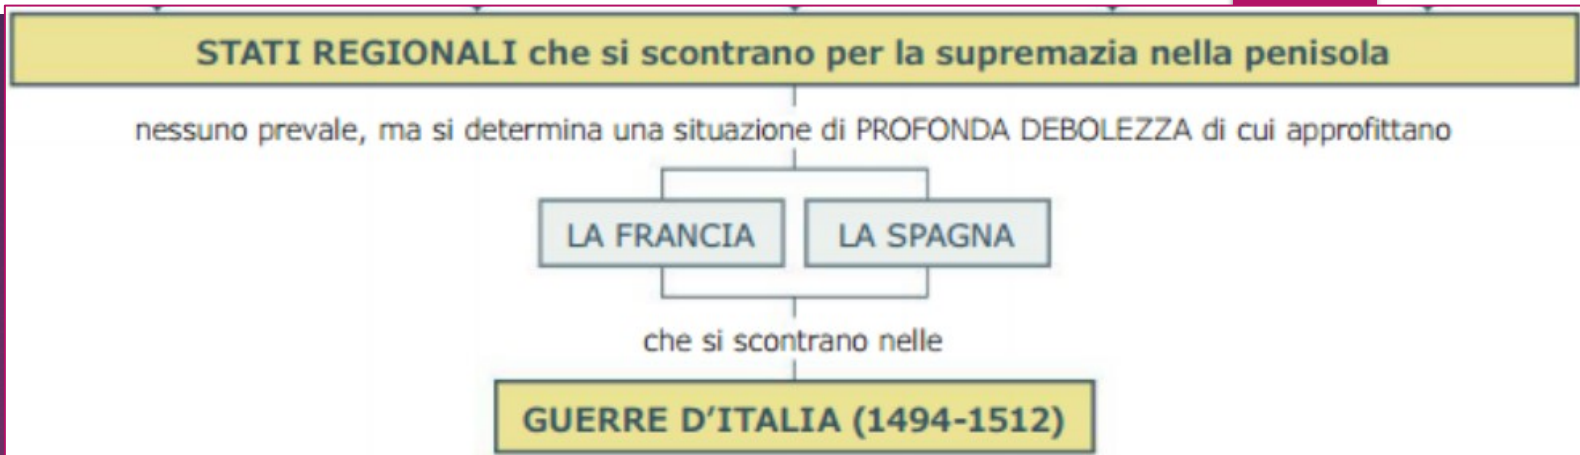 STATI REGIONALI che si scontrano per la supremazia nella penisola
nessuno prevale, ma si determina una situazione di PROFONDA DEBOLEZZA di cui approfittano
LA FRANCIA
LA SPAGNA
che si scontrano nelle
GUERRE D'ITALIA (1494-1512)